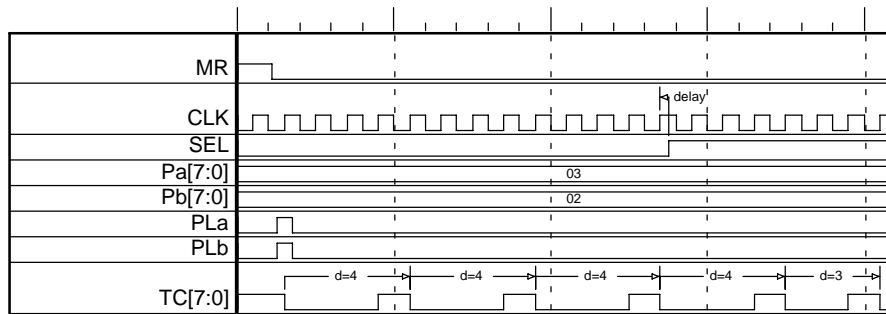 MR
delay
CLK
SEL
Pa[7:0] 03
Pb[7:0] 02
PLa
PLb
d=4 d=4 d=4 d=4 d=3
TC[7:0]